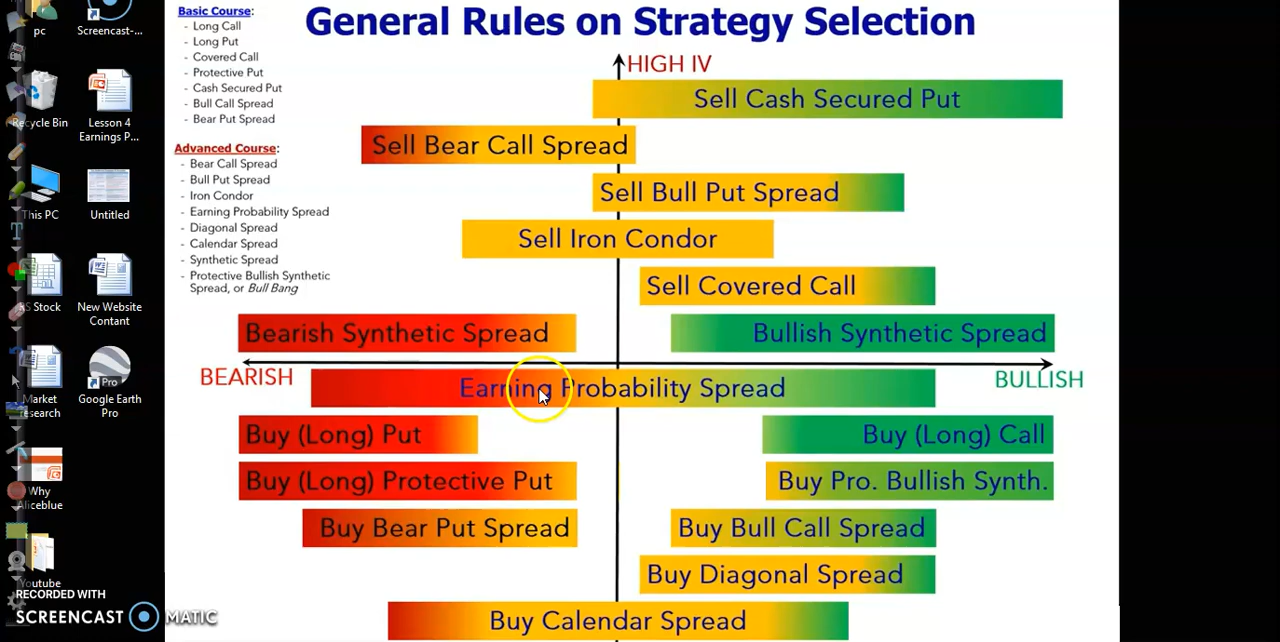 pc
Screencast-...
Recycle Bin
Lesson 4
Earnings P...
This PC
Untitled
Stock
New Website
Contant
Market
research
Pro
Google Earth
Pro
Why
Aliceblue
Youtube
RECORDED WITH
SCREENCAST MATIC
Basic Course:
- Long Call
- Long Put
- Covered Call
- Protective Put
- Cash Secured Put
- Bull Call Spread
- Bear Put Spread
Advanced Course:
- Bear Call Spread
- Bull Put Spread
- Iron Condor
- Earning Probability Spread
- Diagonal Spread
- Calendar Spread
- Synthetic Spread
- Protective Bullish Synthetic
Spread, or Bull Bang
General Rules on Strategy Selection
HIGH IV
Sell Cash Secured Put
Sell Bear Call Spread
Sell Bull Put Spread
Sell Iron Condor
Sell Covered Call
Bearish Synthetic Spread
Bullish Synthetic Spread
BEARISH
BULLISH
Earning Probability Spread
Buy (Long) Put
Buy (Long) Call
Buy (Long) Protective Put
Buy Pro. Bullish Synth.
Buy Bear Put Spread
Buy Bull Call Spread
Buy Diagonal Spread
Buy Calendar Spread